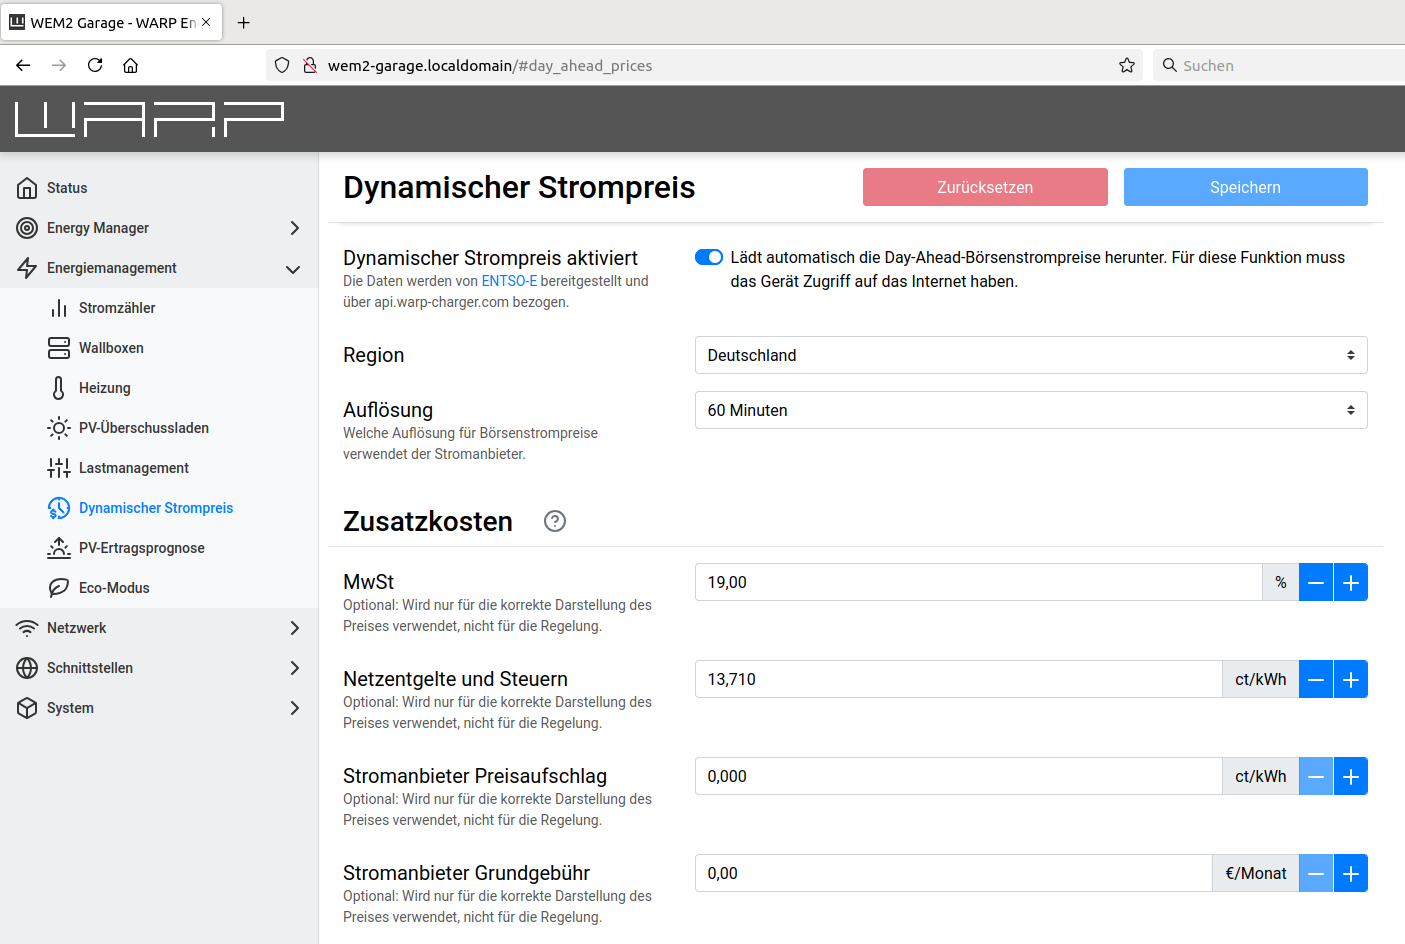 WEM2 Garage - WARP En
wem2-garage.localdomain/#day_ahead_prices
Suchen
WARP
Status
Energy Manager
Energiemanagement
Stromzähler
Wallboxen
Heizung
PV-Überschussladen
Lastmanagement
Dynamischer Strompreis
PV-Ertragsprognose
Eco-Modus
Netzwerk
Schnittstellen
System
Dynamischer Strompreis
Zurücksetzen
Speichern
Dynamischer Strompreis aktiviert
Die Daten werden von ENTSO-E bereitgestellt und
über api.warp-charger.com bezogen.
Lädt automatisch die Day-Ahead-Börsenstrompreise herunter. Für diese Funktion muss
das Gerät Zugriff auf das Internet haben.
Region
Deutschland
Auflösung
Welche Auflösung für Börsenstrompreise
verwendet der Stromanbieter.
60 Minuten
Zusatzkosten
MwSt
Optional: Wird nur für die korrekte Darstellung des
Preises verwendet, nicht für die Regelung.
19,00 %
Netzentgelte und Steuern
Optional: Wird nur für die korrekte Darstellung des
Preises verwendet, nicht für die Regelung.
13,710 ct/kWh
Stromanbieter Preisaufschlag
Optional: Wird nur für die korrekte Darstellung des
Preises verwendet, nicht für die Regelung.
0,000 ct/kWh
Stromanbieter Grundgebühr
Optional: Wird nur für die korrekte Darstellung des
Preises verwendet, nicht für die Regelung.
0,00 €/Monat